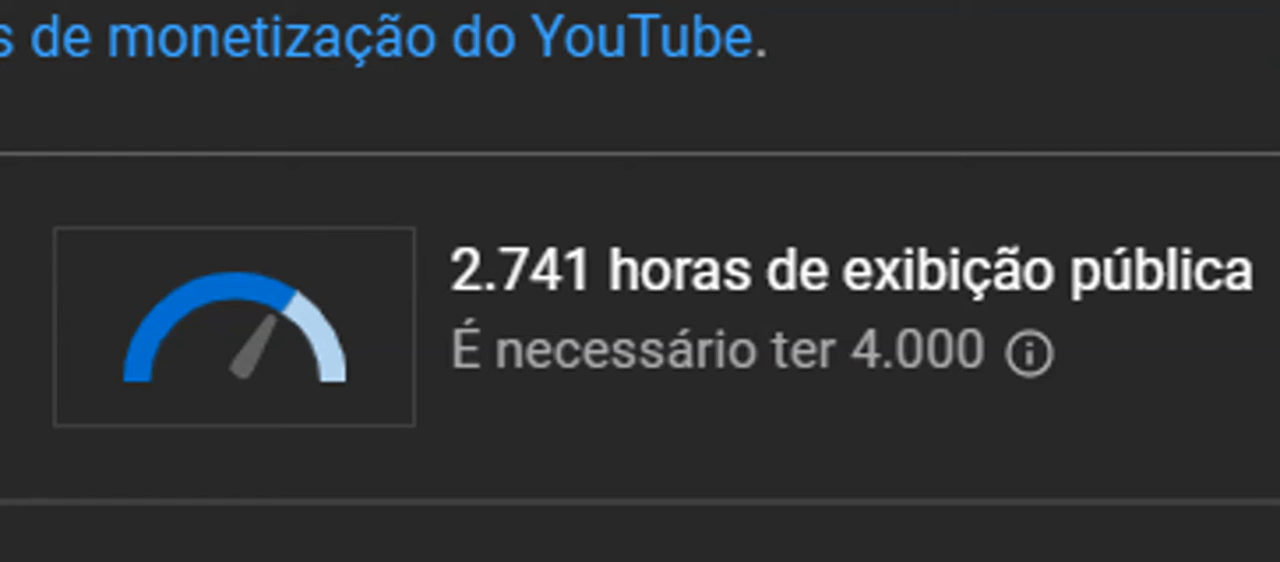 de monetização do YouTube.
2.741 horas de exibição pública
É necessário ter 4.000